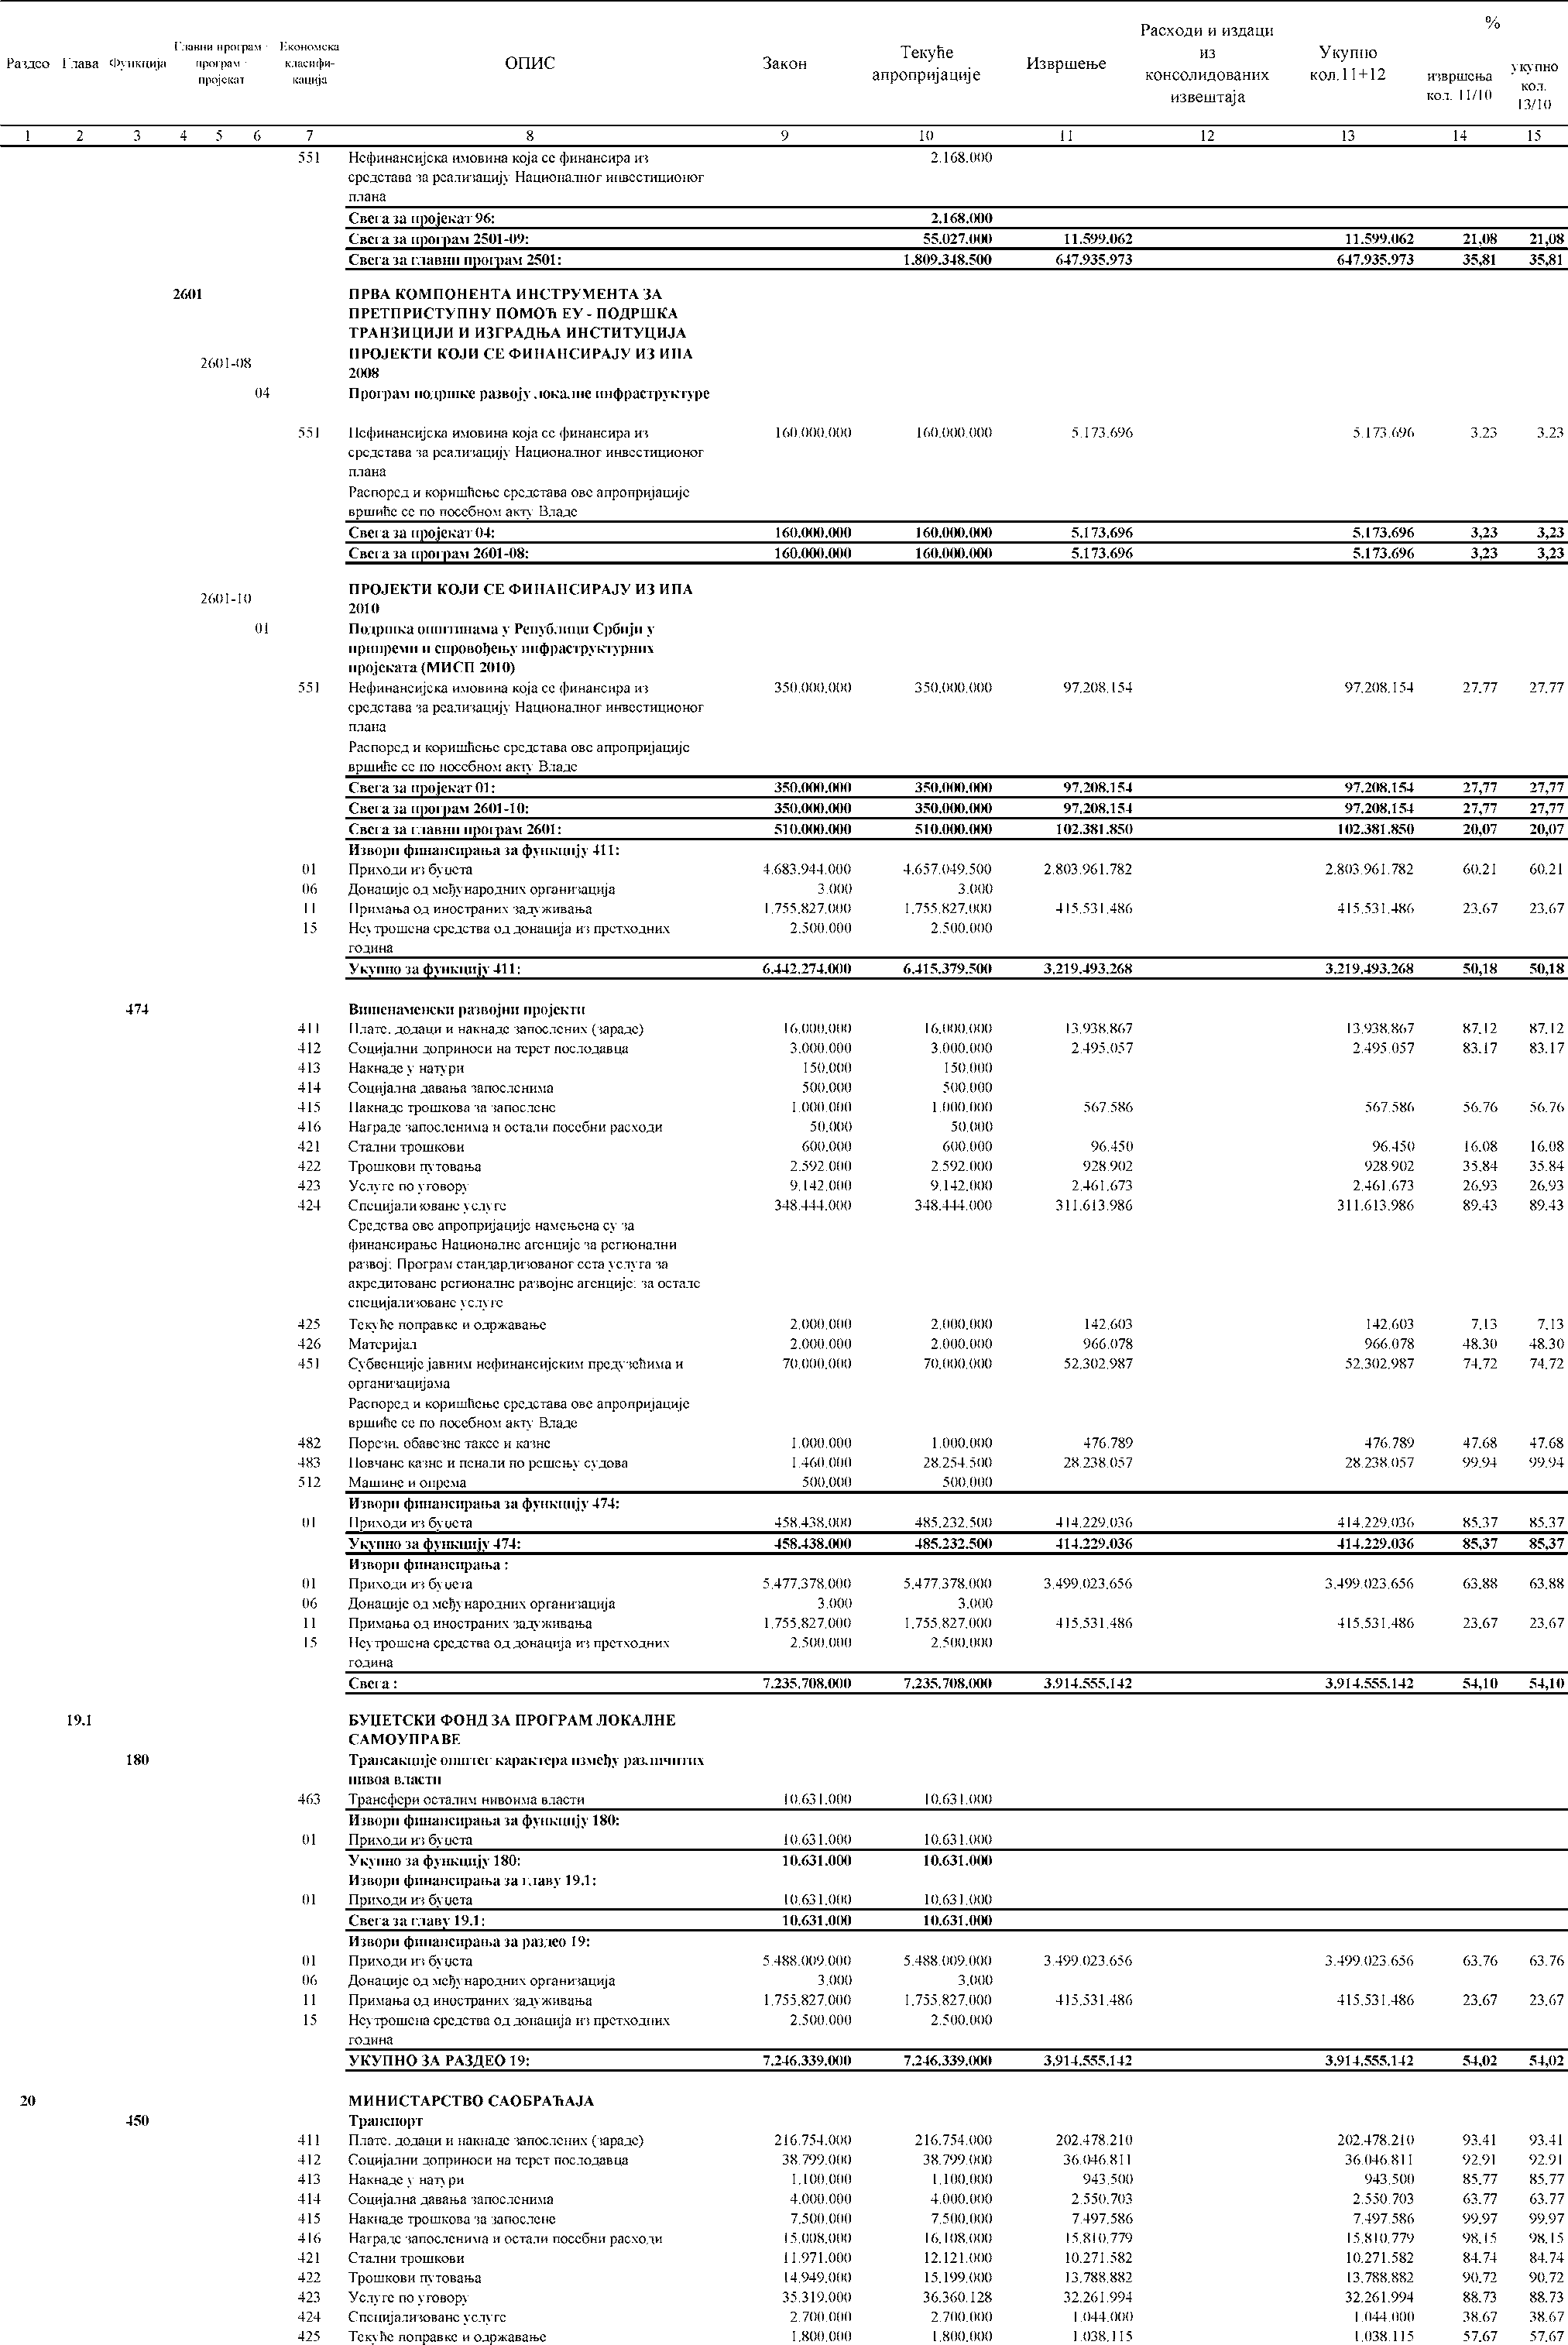 Раздео Глава Функција Главни програм - програм - пројекат Економска класифи-кација ОПИС Закон Текуће апропријације Извршење Расходи и издаци из консолидованих извештаја Укупно кол.11+12 % извршења кол. 11/10 укупно кол. 13/10
1 2 3 4 5 6 7 8 9 10 11 12 13 14 15
551 Нефинансијска имовина која се финансира из 2.168.000
средстава за реализацију Националног инвестиционог
плана
Свега за пројекат 96: 2.168.000
Свега за програм 2501-09: 55.027.000 11.599.062 11.599.062 21,08 21,08
Свега за главни програм 2501: 1.809.348.500 647.935.973 647.935.973 35,81 35,81
2601 ПРВА КОМПОНЕНТА ИНСТРУМЕНТА ЗА
ПРЕТПРИСТУПНУ ПОМОЋ ЕУ - ПОДРШКА
ТРАНЗИЦИЈИ И ИЗГРАДЊА ИНСТИТУЦИЈА
2601-08 ПРОЈЕКТИ КОЈИ СЕ ФИНАНСИРАЈУ ИЗ ИПА
2008
04 Програм подршке развоју локалне инфраструктуре
551 Нефинансијска имовина која се финансира из 160.000.000 160.000.000 5.173.696 5.173.696 3,23 3,23
средстава за реализацију Националног инвестиционог
плана
Распоред и коришћење средстава ове апропријације
вршиће се по посебном акту Владе
Свега за пројекат 04: 160.000.000 160.000.000 5.173.696 5.173.696 3,23 3,23
Свега за програм 2601-08: 160.000.000 160.000.000 5.173.696 5.173.696 3,23 3,23
2601-10 ПРОЈЕКТИ КОЈИ СЕ ФИНАНСИРАЈУ ИЗ ИПА
2010
01 Подршка општинама у Републици Србији у
припреми и спровођењу инфраструктурних
пројеката (МИСП 2010)
551 Нефинансијска имовина која се финансира из 350.000.000 350.000.000 97.208.154 97.208.154 27,77 27,77
средстава за реализацију Националног инвестиционог
плана
Распоред и коришћење средстава ове апропријације
вршиће се по посебном акту Владе
Свега за пројекат 01: 350.000.000 350.000.000 97.208.154 97.208.154 27,77 27,77
Свега за програм 2601-10: 350.000.000 350.000.000 97.208.154 97.208.154 27,77 27,77
Свега за главни програм 2601: 510.000.000 510.000.000 102.381.850 102.381.850 20,07 20,07
Извори финансирања за функцију 411:
01 Приходи из буџета 4.683.944.000 4.657.049.500 2.803.961.782 2.803.961.782 60,21 60,21
06 Донације од међународних организација 3.000 3.000
11 Примања од иностраних задуживања 1.755.827.000 1.755.827.000 415.531.486 415.531.486 23,67 23,67
15 Неутрошена средства од донација из претходних 2.500.000 2.500.000
година
Укупно за функцију 411: 6.442.274.000 6.415.379.500 3.219.493.268 3.219.493.268 50,18 50,18
474 Вишенаменски развојни пројекти
411 Плате, додаци и накнаде запослених (зараде) 16.000.000 16.000.000 13.938.867 13.938.867 87,12 87,12
412 Социјални доприноси на терет послодавца 3.000.000 3.000.000 2.495.057 2.495.057 83,17 83,17
413 Накнаде у натури 150.000 150.000
414 Социјална давања запосленима 500.000 500.000
415 Накнаде трошкова за запослене 1.000.000 1.000.000 567.586 567.586 56,76 56,76
416 Награде запосленима и остали посебни расходи 50.000 50.000
421 Стални трошкови 600.000 600.000 96.450 96.450 16,08 16,08
422 Трошкови путовања 2.592.000 2.592.000 928.902 928.902 35,84 35,84
423 Услуге по уговору 9.142.000 9.142.000 2.461.673 2.461.673 26,93 26,93
424 Специјализоване услуге 348.444.000 348.444.000 311.613.986 311.613.986 89,43 89,43
Средства ове апропријације намењена су за
финансирање Националне агенције за регионални
развој; Програм стандардизованог сета услуга за
акредитоване регионалне развојне агенције; за остале
специјализоване услуге
425 Текуће поправке и одржавање 2.000.000 2.000.000 142.603 142.603 7,13 7,13
426 Материјал 2.000.000 2.000.000 966.078 966.078 48,30 48,30
451 Субвенције јавним нефинансијским предузећима и 70.000.000 70.000.000 52.302.987 52.302.987 74,72 74,72
организацијама
Распоред и коришћење средстава ове апропријације
вршиће се по посебном акту Владе
482 Порези, обавезне таксе и казне 1.000.000 1.000.000 476.789 476.789 47,68 47,68
483 Новчане казне и пенали по решењу судова 1.460.000 28.254.500 28.238.057 28.238.057 99,94 99,94
512 Машине и опрема 500.000 500.000
Извори финансирања за функцију 474:
01 Приходи из буџета 458.438.000 485.232.500 414.229.036 414.229.036 85,37 85,37
Укупно за функцију 474: 458.438.000 485.232.500 414.229.036 414.229.036 85,37 85,37
Извори финансирања :
01 Приходи из буџета 5.477.378.000 5.477.378.000 3.499.023.656 3.499.023.656 63,88 63,88
06 Донације од међународних организација 3.000 3.000
11 Примања од иностраних задуживања 1.755.827.000 1.755.827.000 415.531.486 415.531.486 23,67 23,67
15 Неутрошена средства од донација из претходних 2.500.000 2.500.000
година
Свега : 7.235.708.000 7.235.708.000 3.914.555.142 3.914.555.142 54,10 54,10
19.1 БУЏЕТСКИ ФОНД ЗА ПРОГРАМ ЛОКАЛНЕ
САМОУПРАВЕ
180 Трансакције општег карактера између различитих
нивоа власти
463 Трансфери осталим нивоима власти 10.631.000 10.631.000
Извори финансирања за функцију 180:
01 Приходи из буџета 10.631.000 10.631.000
Укупно за функцију 180: 10.631.000 10.631.000
Извори финансирања за главу 19.1:
01 Приходи из буџета 10.631.000 10.631.000
Свега за главу 19.1: 10.631.000 10.631.000
Извори финансирања за раздео 19:
01 Приходи из буџета 5.488.009.000 5.488.009.000 3.499.023.656 3.499.023.656 63,76 63,76
06 Донације од међународних организација 3.000 3.000
11 Примања од иностраних задуживања 1.755.827.000 1.755.827.000 415.531.486 415.531.486 23,67 23,67
15 Неутрошена средства од донација из претходних 2.500.000 2.500.000
година
УКУПНО ЗА РАЗДЕО 19: 7.246.339.000 7.246.339.000 3.914.555.142 3.914.555.142 54,02 54,02
20 МИНИСТАРСТВО САОБРАЋАЈА
450 Транспорт
411 Плате, додаци и накнаде запослених (зараде) 216.754.000 216.754.000 202.478.210 202.478.210 93,41 93,41
412 Социјални доприноси на терет послодавца 38.799.000 38.799.000 36.046.811 36.046.811 92,91 92,91
413 Накнаде у натури 1.100.000 1.100.000 943.500 943.500 85,77 85,77
414 Социјална давања запосленима 4.000.000 4.000.000 2.550.703 2.550.703 63,77 63,77
415 Накнаде трошкова за запослене 7.500.000 7.500.000 7.497.586 7.497.586 99,97 99,97
416 Награде запосленима и остали посебни расходи 15.008.000 16.108.000 15.810.779 15.810.779 98,15 98,15
421 Стални трошкови 11.971.000 12.121.000 10.271.582 10.271.582 84,74 84,74
422 Трошкови путовања 14.949.000 15.199.000 13.788.882 13.788.882 90,72 90,72
423 Услуге по уговору 35.319.000 36.360.128 32.261.994 32.261.994 88,73 88,73
424 Специјализоване услуге 2.700.000 2.700.000 1.044.000 1.044.000 38,67 38,67
425 Текуће поправке и одржавање 1.800.000 1.800.000 1.038.115 1.038.115 57,67 57,67